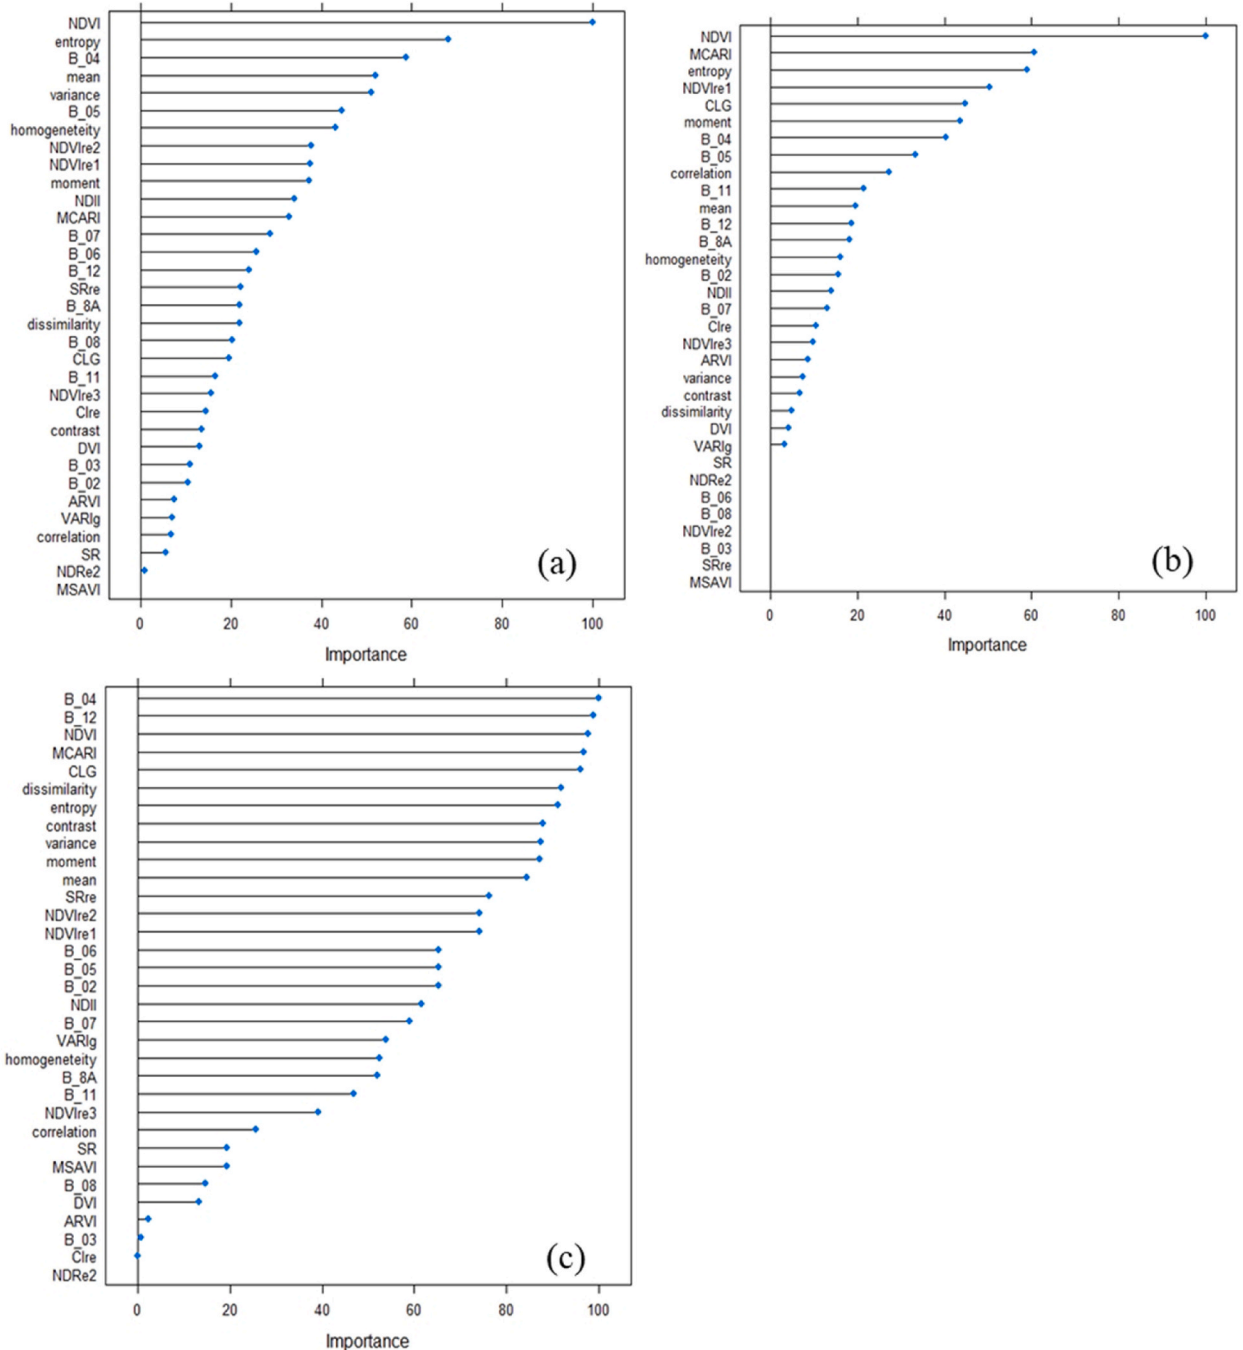 NDVI
entropy
B_04
mean
variance
B_05
homogeneteity
NDVIre2
NDVIre1
moment
NDII
MCARI
B_07
B_06
B_12
SRre
B_8A
dissimilarity
B_08
CLG
B_11
NDVIre3
CIre
contrast
DVI
B_03
B_02
ARVI
VARIg
correlation
SR
NDRe2
MSAVI
(a)
0 20 40 60 80 100
Importance
NDVI
MCARI
entropy
NDVIre1
CLG
moment
B_04
B_05
correlation
B_11
mean
B_12
B_8A
homogeneteity
B_02
NDII
B_07
CIre
NDVIre3
ARVI
variance
contrast
dissimilarity
DVI
VARIg
SR
NDRe2
B_06
B_08
NDVIre2
B_03
SRre
MSAVI
(b)
0 20 40 60 80 100
Importance
B_04
B_12
NDVI
MCARI
CLG
dissimilarity
entropy
contrast
variance
moment
mean
SRre
NDVIre2
NDVIre1
B_06
B_05
B_02
NDII
B_07
VARIg
homogeneteity
B_8A
B_11
NDVIre3
correlation
SR
MSAVI
B_08
DVI
ARVI
B_03
CIre
NDRe2
(c)
0 20 40 60 80 100
Importance